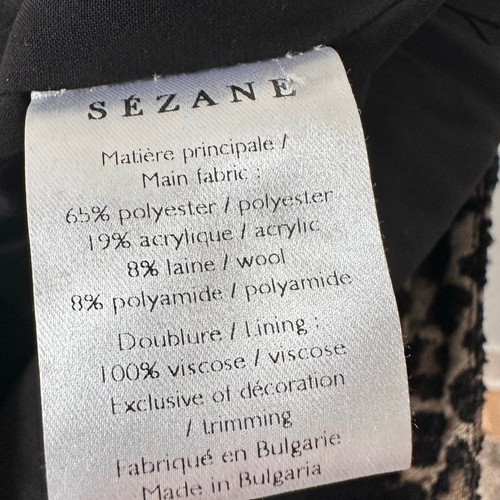 SÉZANE
Matière principale /
Main fabric :
65% polyester / polyester
19% acrylique / acrylic
8% laine / wool
8% polyamide / polyamide
Doublure / Lining :
100% viscose / viscose
Exclusive of décoration
/ trimming
Fabriqué en Bulgarie
Made in Bulgaria